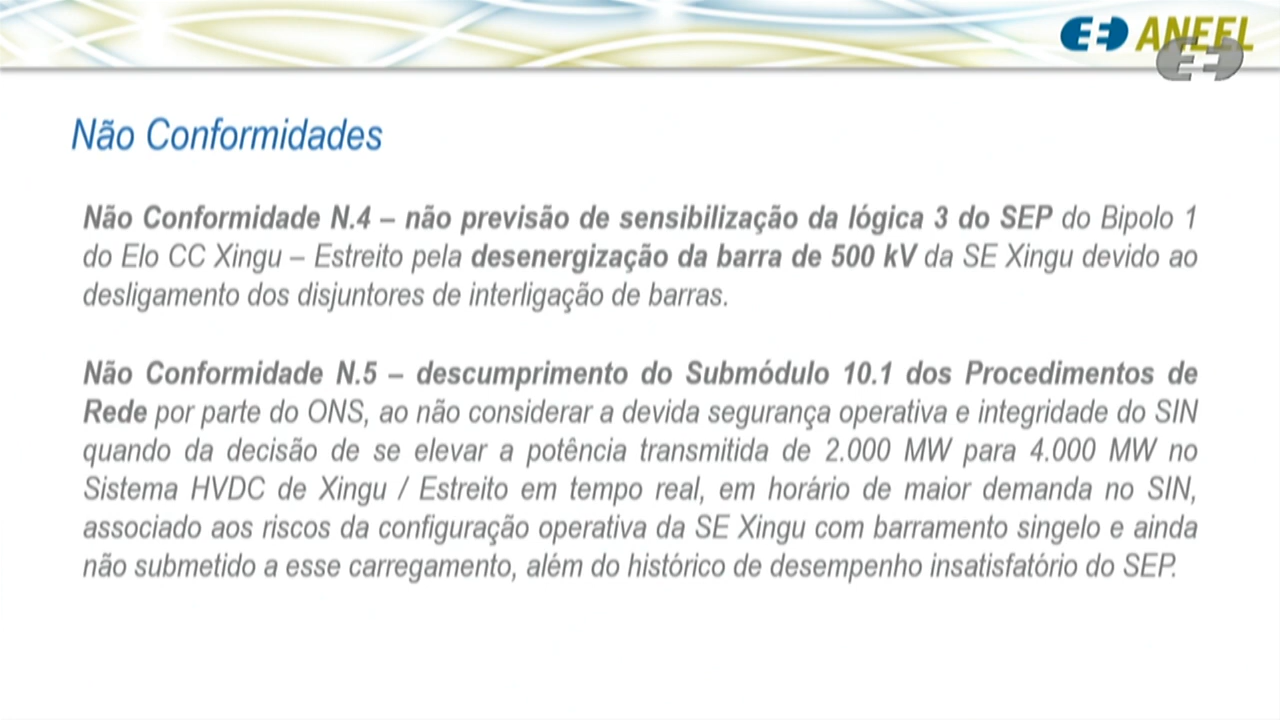 ANEEL
Não Conformidades
Não Conformidade N.4 – não previsão de sensibilização da lógica 3 do SEP do Bipolo 1
do Elo CC Xingu – Estreito pela desenergização da barra de 500 kV da SE Xingu devido ao
desligamento dos disjuntores de interligação de barras.
Não Conformidade N.5 – descumprimento do Submódulo 10.1 dos Procedimentos de
Rede por parte do ONS, ao não considerar a devida segurança operativa e integridade do SIN
quando da decisão de se elevar a potência transmitida de 2.000 MW para 4.000 MW no
Sistema HVDC de Xingu / Estreito em tempo real, em horário de maior demanda no SIN,
associado aos riscos da configuração operativa da SE Xingu com barramento singelo e ainda
não submetido a esse carregamento, além do histórico de desempenho insatisfatório do SEP.